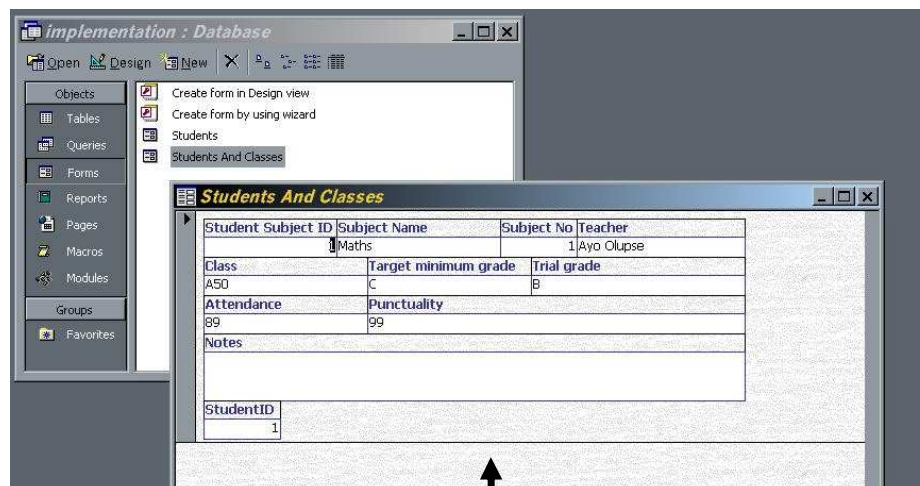 implementation : Database
Open Design New
Objects
Tables
Queries
Forms
Reports
Pages
Macros
Modules
Groups
Favorites
Create form in Design view
Create form by using wizard
Students
Students And Classes
Students And Classes
Student Subject ID Subject Name Subject No Teacher
1 Maths 1 Ayo Olupse
Class Target minimum grade Trial grade
A50 C B
Attendance Punctuality
89 99
Notes
StudentID
1